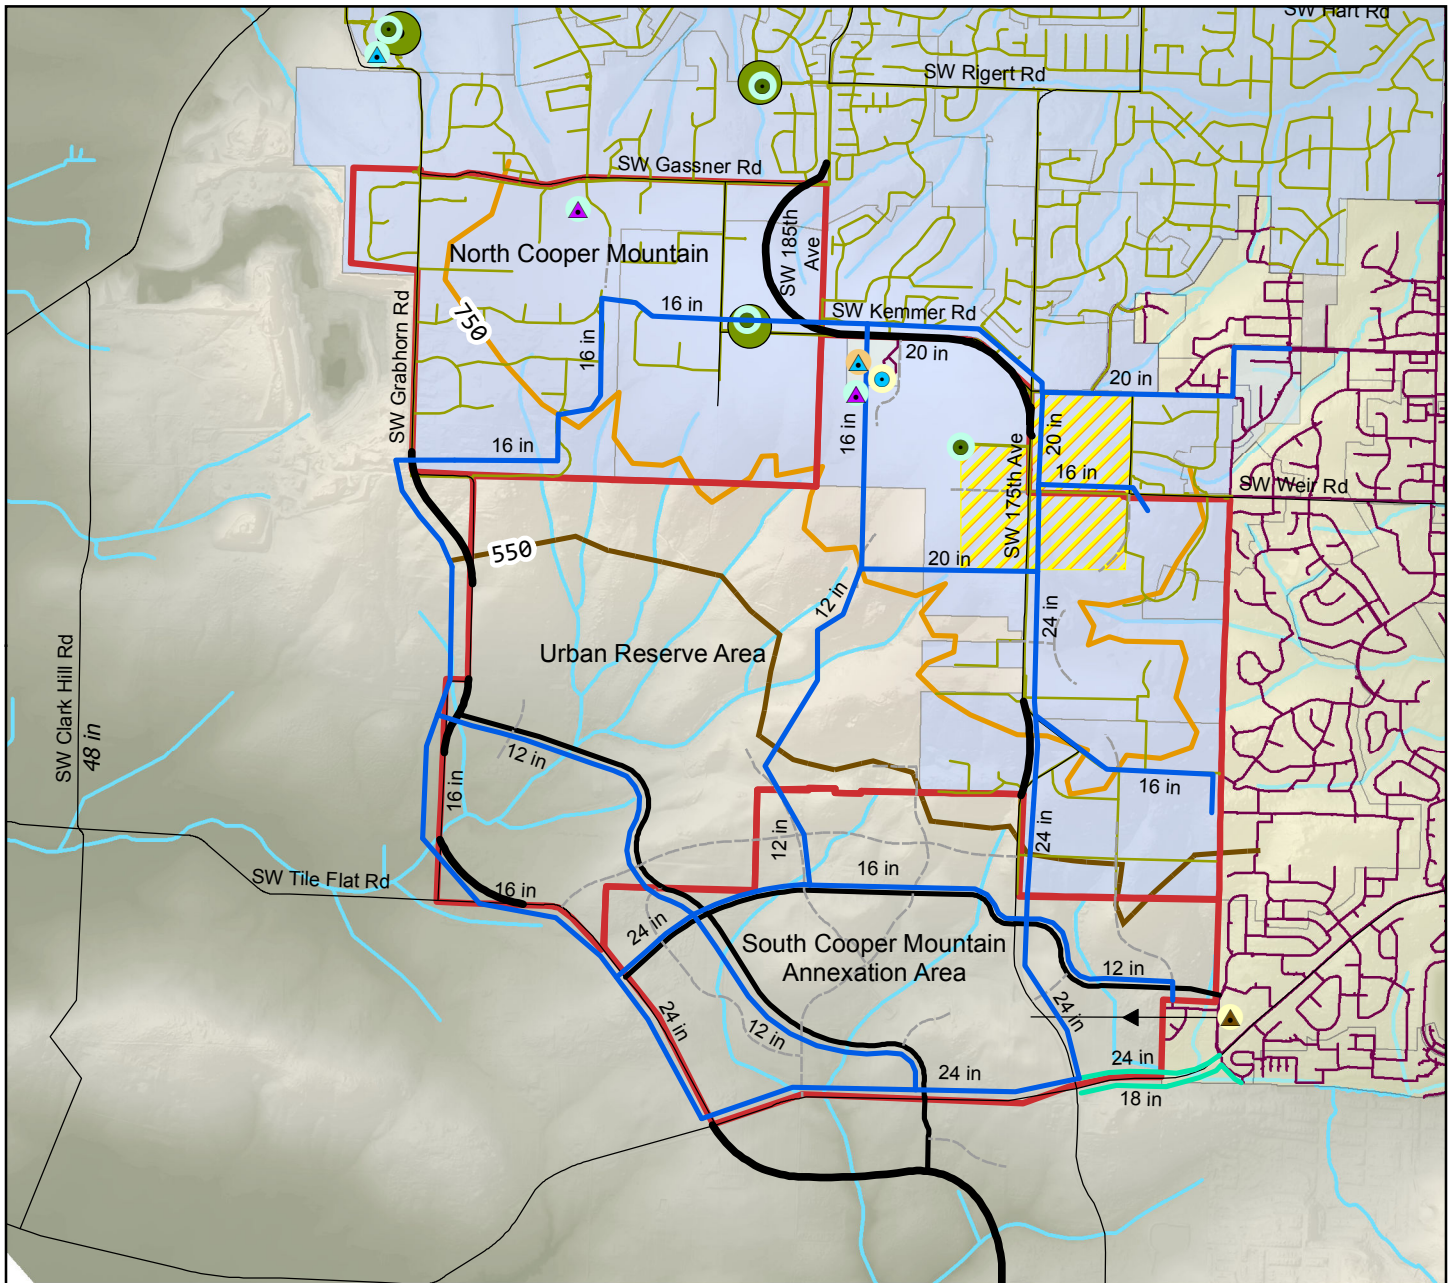 SW Hart Rd
SW Rigert Rd
SW Gassner Rd
North Cooper Mountain
SW 185th
Ave
750
16 in
SW Kemmer Rd
20 in
16 in
SW Grabhorn Rd
20 in
16 in
16 in
20 in
16 in
SW Weir Rd
SW 175th Ave
550
20 in
12 in
24 in
Urban Reserve Area
SW Clark Hill Rd
48 in
12 in
16 in
16 in
24 in
12 in
16 in
SW Tile Flat Rd
16 in
24 in
South Cooper Mountain
Annexation Area
12 in
24 in
24 in
12 in
24 in
24 in
18 in